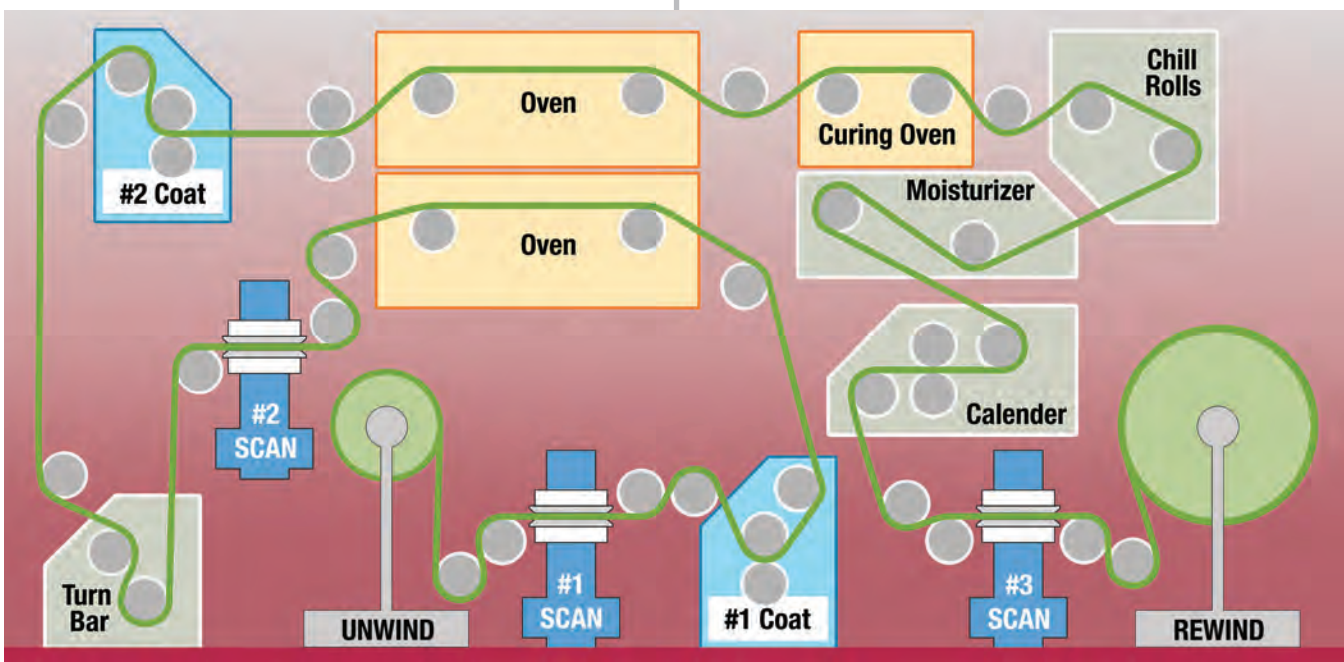 Chill
Rolls
Oven
Curing Oven
#2 Coat
Moisturizer
Oven
#2
SCAN
Calender
Turn
Bar
UNWIND
#1
SCAN
#1 Coat
#3
SCAN
REWIND